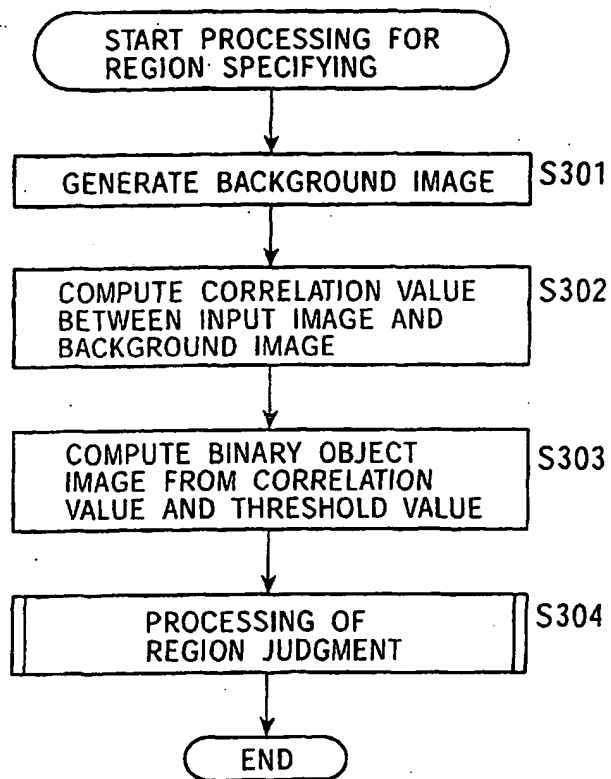 START PROCESSING FOR
REGION SPECIFYING
GENERATE BACKGROUND IMAGE
S301
COMPUTE CORRELATION VALUE
BETWEEN INPUT IMAGE AND
BACKGROUND IMAGE
S302
COMPUTE BINARY OBJECT
IMAGE FROM CORRELATION
VALUE AND THRESHOLD VALUE
S303
PROCESSING OF
REGION JUDGMENT
S304
END